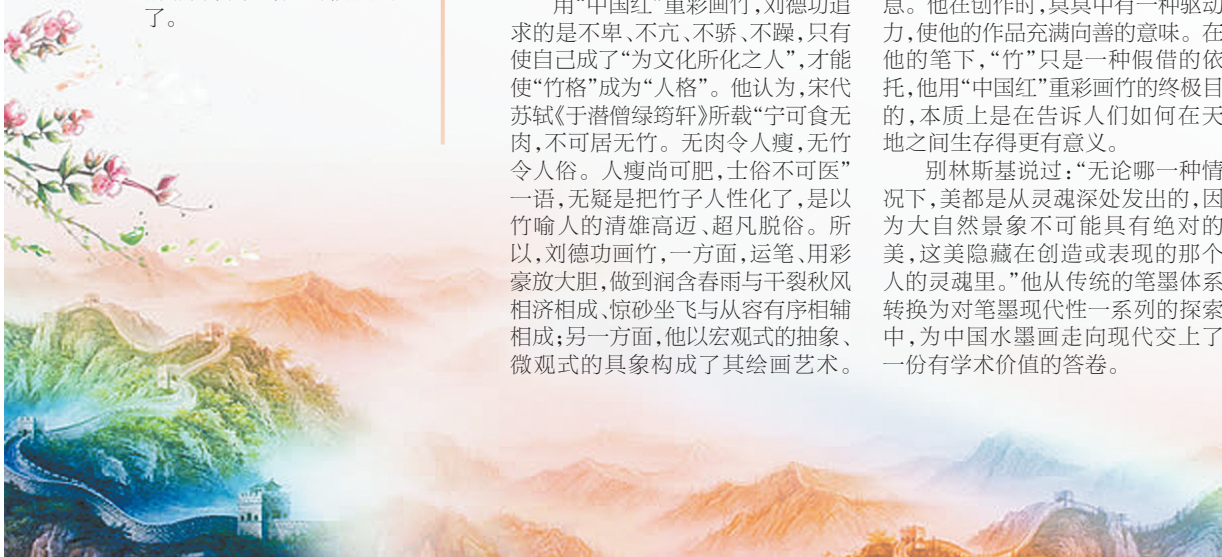 了。
用“中国红”重彩画竹,刘德功追
求的是不卑、不亢、不骄、不躁,只有
使自己成了“为文化所化之人”,才能
使“竹格”成为“人格”。他认为,宋代
苏轼《于潜僧绿筠轩》所载“宁可食无
肉,不可居无竹。无肉令人瘦,无竹
令人俗。人瘦尚可肥,士俗不可医”
一语,无疑是把竹子人性化了,是以
竹喻人的清雄高迈、超凡脱俗。所
以,刘德功画竹,一方面,运笔、用彩
豪放大胆,做到润含春雨与干裂秋风
相济相成、惊砂坐飞与从容有序相辅
相成;另一方面,他以宏观式的抽象、
微观式的具象构成了其绘画艺术。
息。他在创作时,冥冥中有一种驱动
力,使他的作品充满向善的意味。在
他的笔下,“竹”只是一种假借的依
托,他用“中国红”重彩画竹的终极目
的,本质上是在告诉人们如何在天
地之间生存得更有意义。
别林斯基说过:“无论哪一种情
况下,美都是从灵魂深处发出的,因
为大自然景象不可能具有绝对的
美,这美隐藏在创造或表现的那个
人的灵魂里。”他从传统的笔墨体系
转换为对笔墨现代性一系列的探索
中,为中国水墨画走向现代交上了
一份有学术价值的答卷。